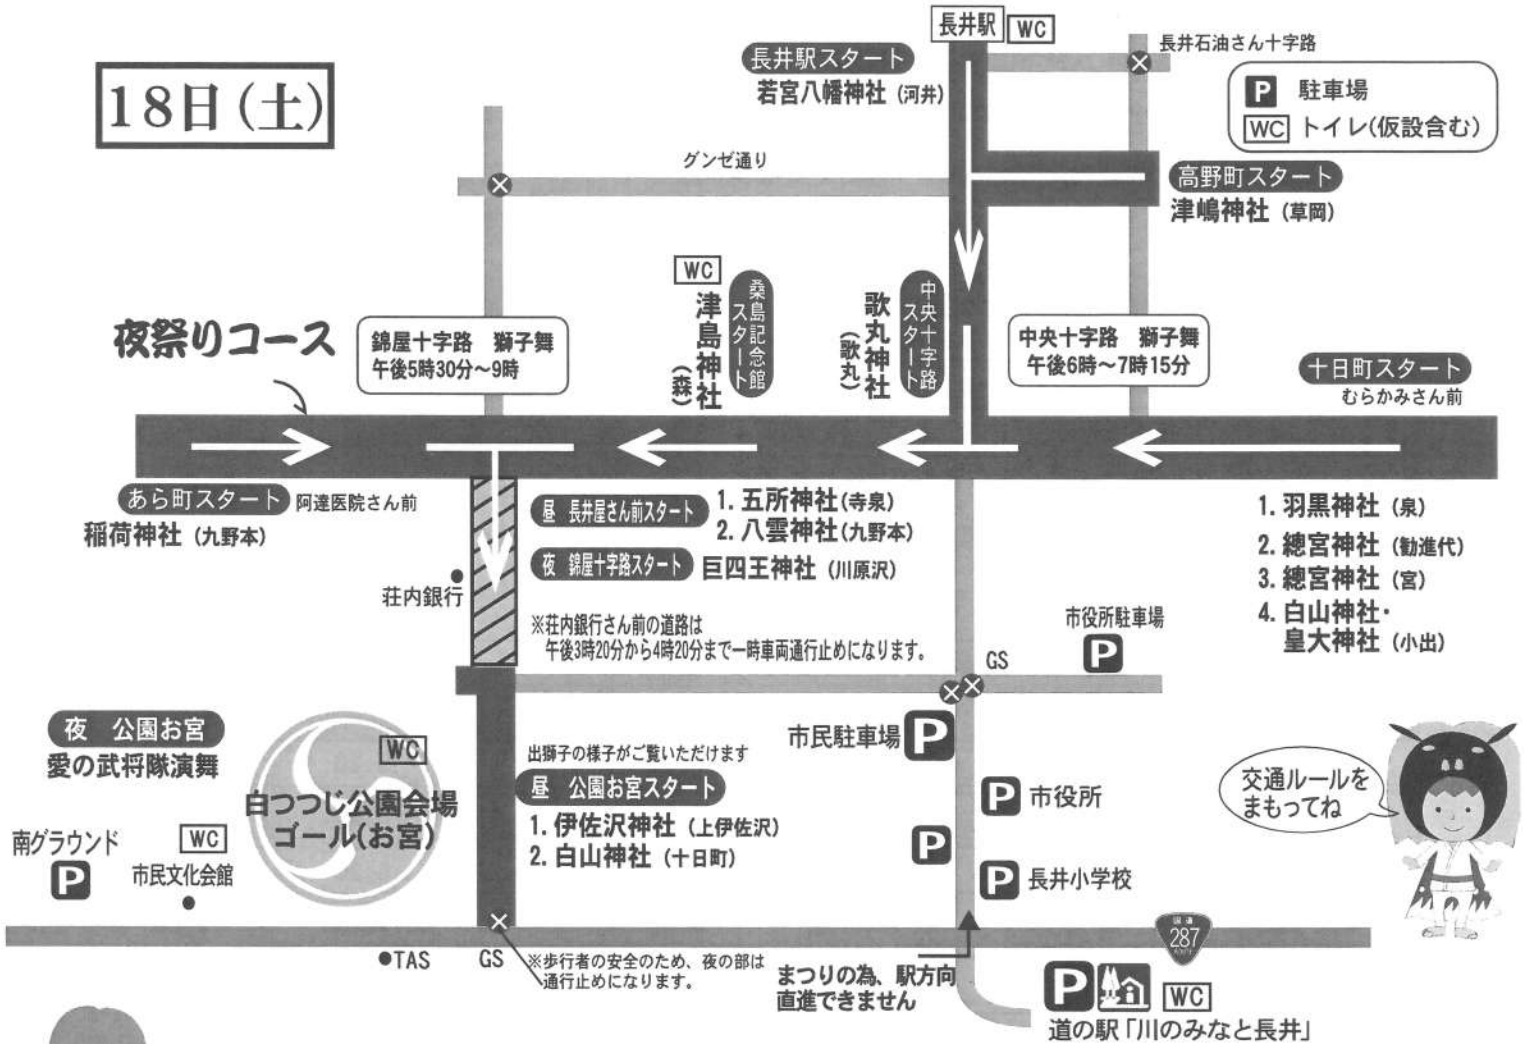 18日(土)
長井駅
WC
長井駅スタート
若宮八幡神社 (河井)
長井石油さん十字路
P 駐車場
WC トイレ(仮設含む)
グンゼ通り
高野町スタート
津嶋神社 (草岡)
夜祭りコース
錦屋十字路 獅子舞
午後5時30分～9時
WC
桑島記念館
スタート
津島神社
(森)
中央十字路
スタート
歌丸神社
(歌丸)
中央十字路 獅子舞
午後6時～7時15分
十日町スタート
むらかみさん前
あら町スタート 阿達医院さん前
稲荷神社 (九野本)
昼 長井屋さん前スタート
1. 五所神社(寺泉)
2. 八雲神社(九野本)
夜 錦屋十字路スタート 巨四王神社 (川原沢)
1. 羽黒神社 (泉)
2. 總宮神社 (勧進代)
3. 總宮神社 (宮)
4. 白山神社・
皇大神社 (小出)
荘内銀行
※荘内銀行さん前の道路は
午後3時20分から4時20分まで一時車両通行止めになります。
市役所駐車場
P
GS
市民駐車場 P
夜 公園お宮
愛の武将隊演舞
WC
白つつじ公園会場
ゴール(お宮)
出獅子の様子がご覧いただけます
昼 公園お宮スタート
1. 伊佐沢神社 (上伊佐沢)
2. 白山神社 (十日町)
P 市役所
P
P 長井小学校
交通ルールを
まもってね
南グラウンド
P
WC
市民文化会館
TAS
GS
※歩行者の安全のため、夜の部は
通行止めになります。
まつりの為、駅方向
直進できません
国道
287
P
WC
道の駅「川のみなと長井」